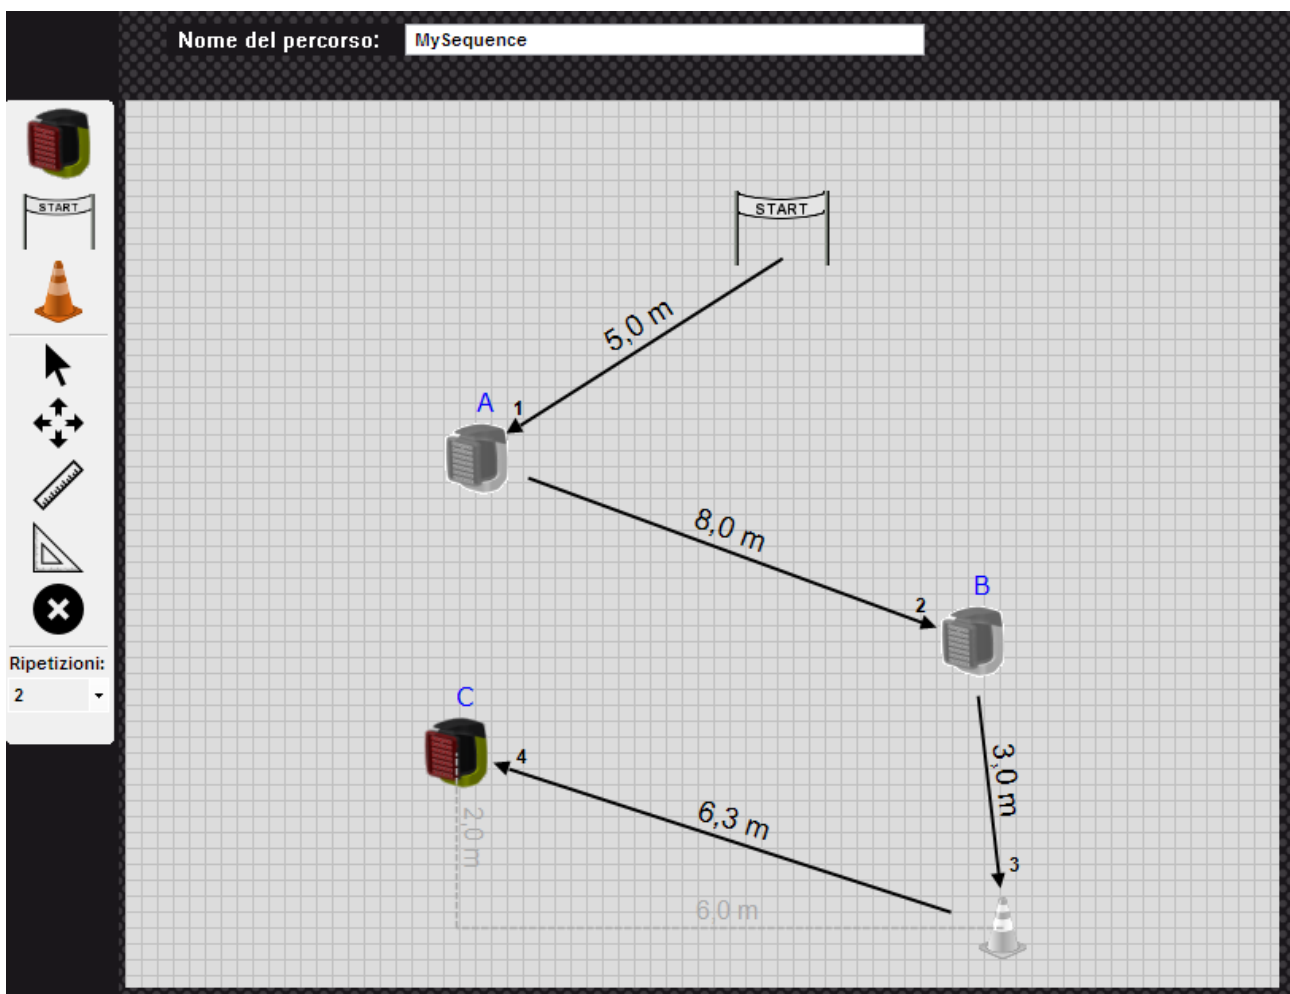 Nome del percorso:
MySequence
START
START
5,0 m
A
1
8,0 m
B
2
Ripetizioni:
2
C
4
3,0 m
2,0 m
6,3 m
3
6,0 m